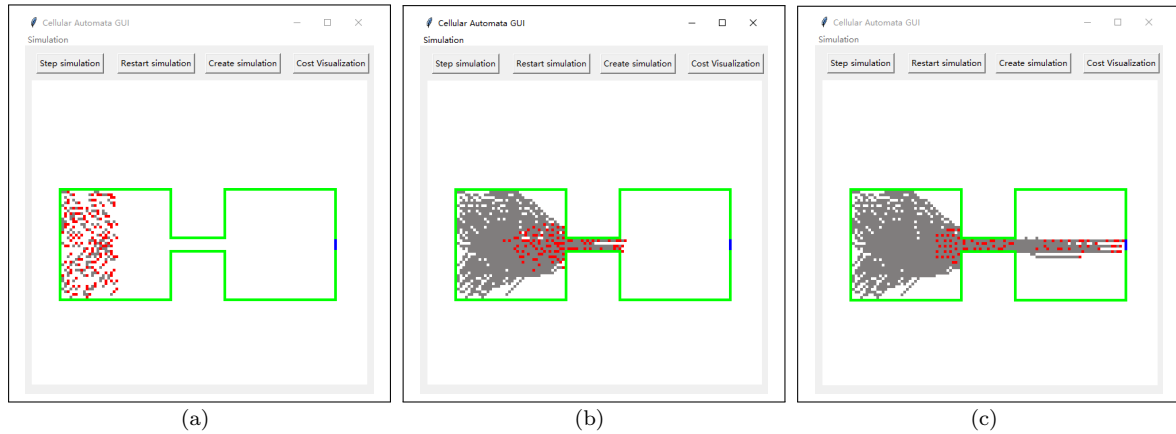 Cellular Automata GUI
Simulation
Step simulation Restart simulation Create simulation Cost Visualization
(a)
Cellular Automata GUI
Simulation
Step simulation Restart simulation Create simulation Cost Visualization
(b)
Cellular Automata GUI
Simulation
Step simulation Restart simulation Create simulation Cost Visualization
(c)